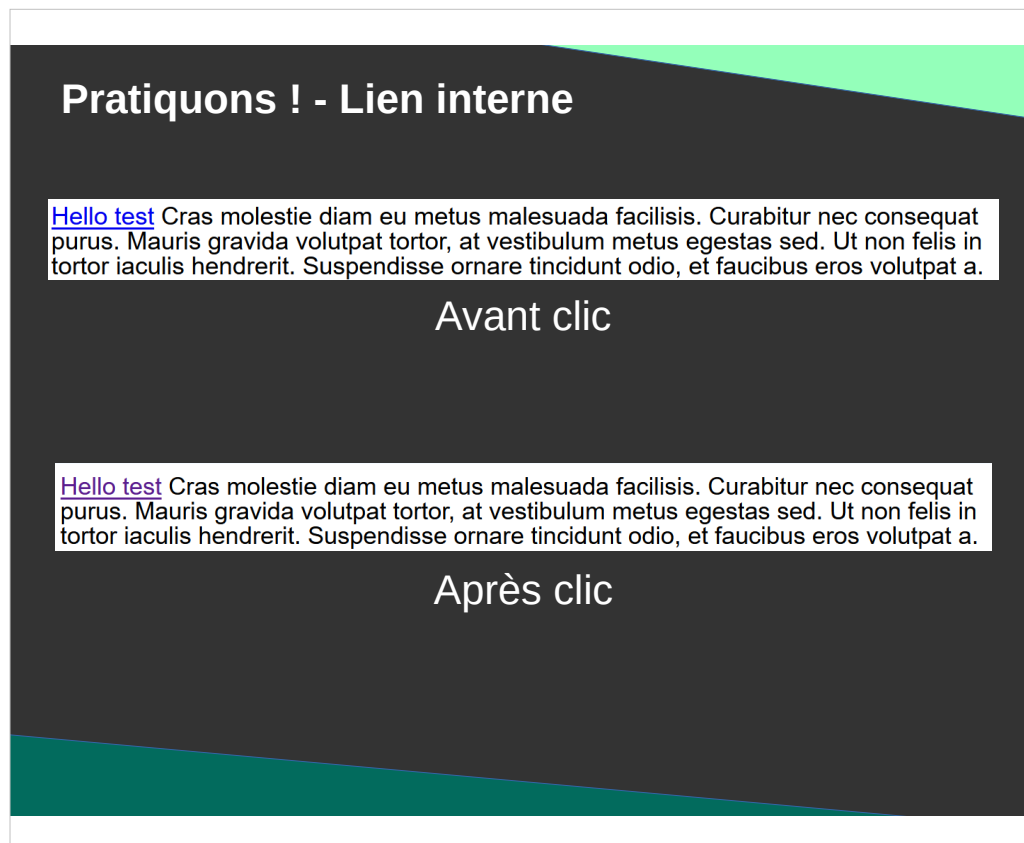 Pratiquons ! - Lien interne
Hello test Cras molestie diam eu metus malesuada facilisis. Curabitur nec consequat
purus. Mauris gravida volutpat tortor, at vestibulum metus egestas sed. Ut non felis in
tortor iaculis hendrerit. Suspendisse ornare tincidunt odio, et faucibus eros volutpat a.
Avant clic
Hello test Cras molestie diam eu metus malesuada facilisis. Curabitur nec consequat
purus. Mauris gravida volutpat tortor, at vestibulum metus egestas sed. Ut non felis in
tortor iaculis hendrerit. Suspendisse ornare tincidunt odio, et faucibus eros volutpat a.
Après clic